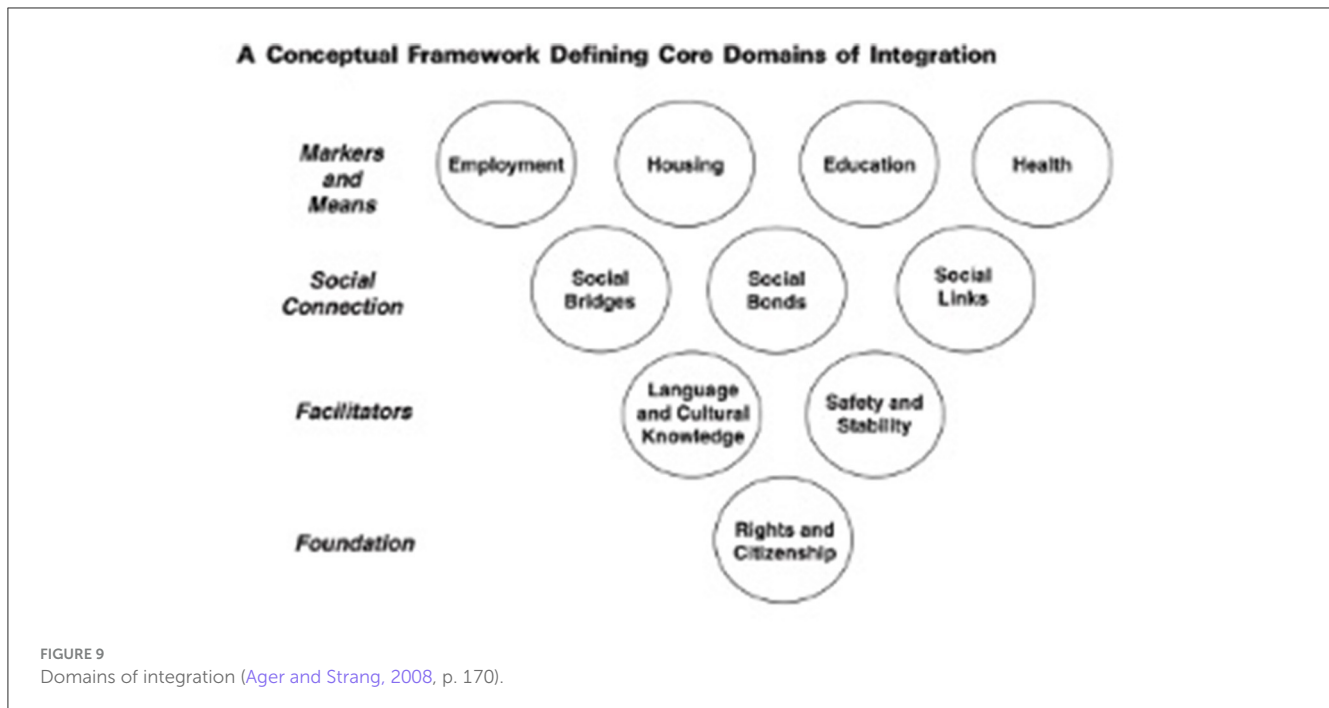 A Conceptual Framework Defining Core Domains of Integration
Markers
and
Means
Employment
Housing
Education
Health
Social
Connection
Social
Bridges
Social
Bonds
Social
Links
Facilitators
Language
and Cultural
Knowledge
Safety and
Stability
Foundation
Rights and
Citizenship
FIGURE 9
Domains of integration (Ager and Strang, 2008, p. 170).